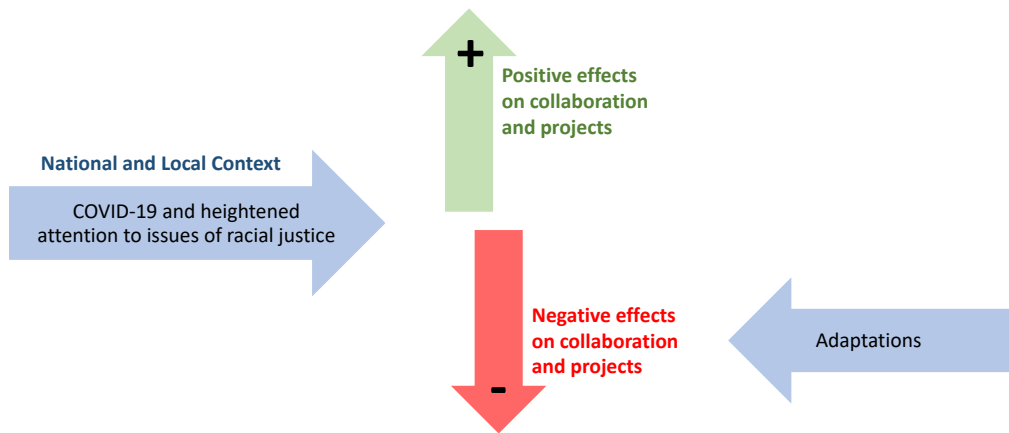 +
Positive effects
on collaboration
and projects
National and Local Context
COVID-19 and heightened
attention to issues of racial justice
Negative effects
on collaboration
and projects
Adaptations
-